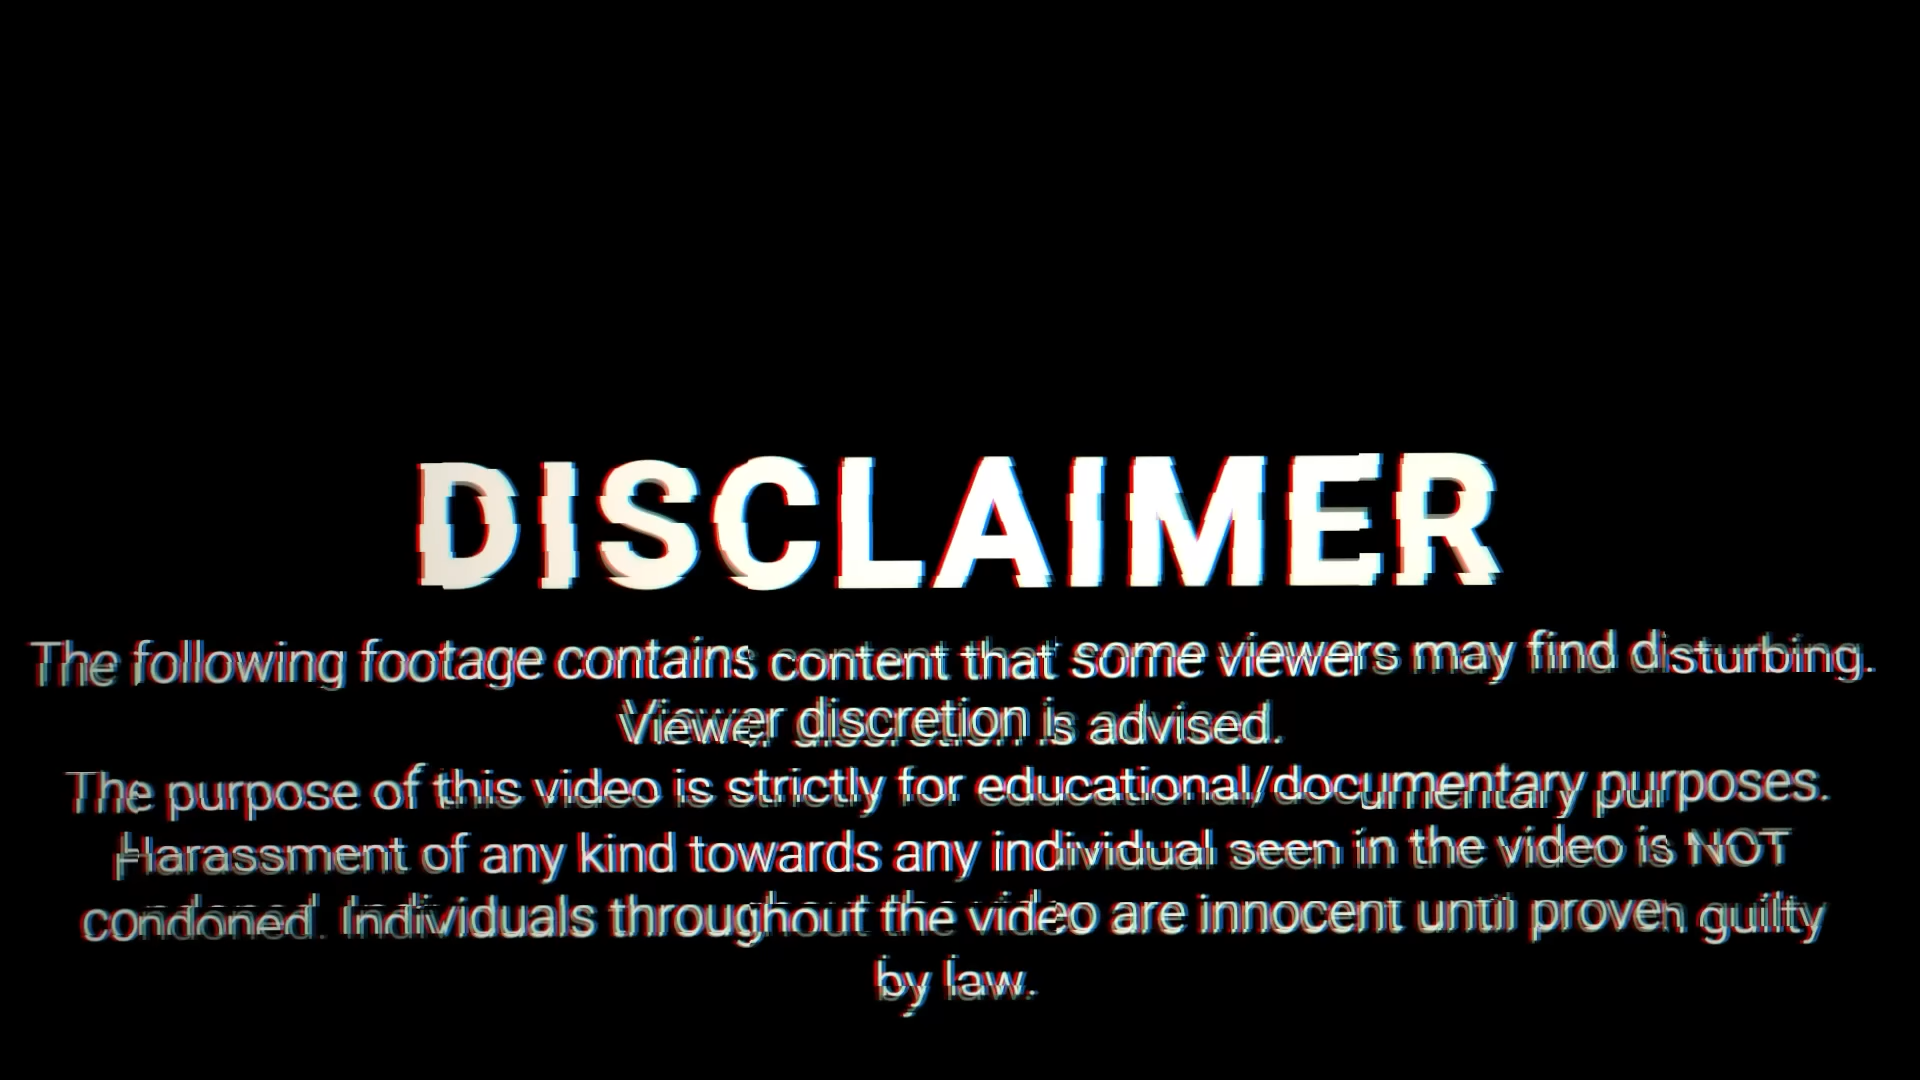 DISCLAIMER
The following footage contains content that some viewers may find disturbing.
Viewer discretion is advised.
The purpose of this video is strictly for educational/documentary purposes.
Harassment of any kind towards any individual seen in the video is NOT
condoned. Individuals throughout the video are innocent until proven guilty
by law.